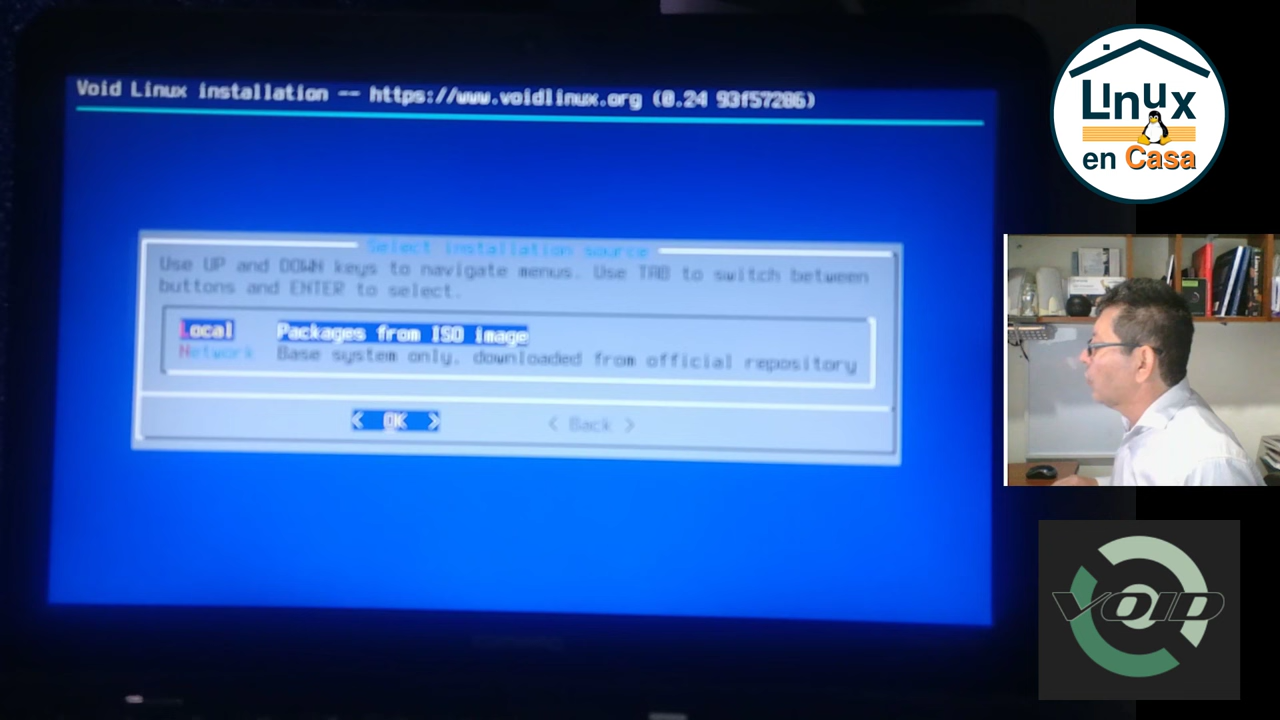 Void Linux installation -- https://www.voidlinux.org (0.24 93f57206)
Select installation source
Use UP and DOWN keys to navigate menus. Use TAB to switch between
buttons and ENTER to select.
Local Packages from ISO image
Network Base system only, downloaded from official repository
< OK > < Back >
Linux
en Casa
VOID